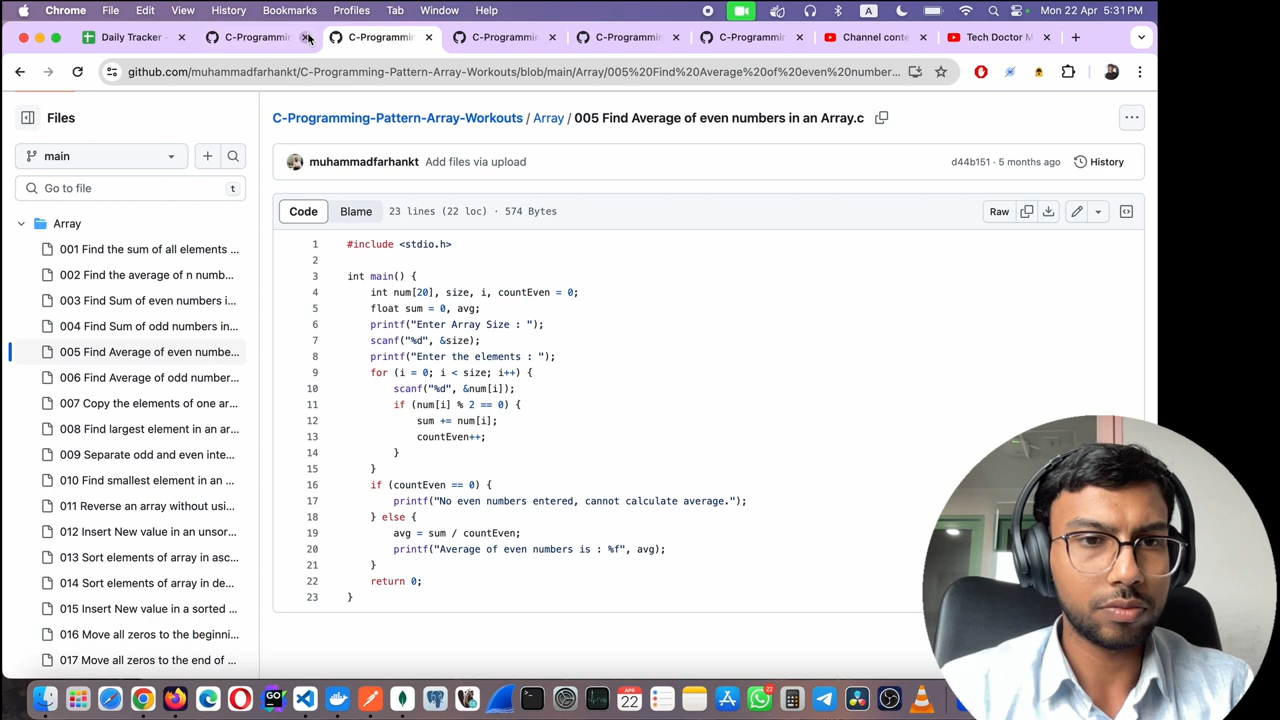 Chrome File Edit View History Bookmarks Profiles Tab Window Help A Mon 22 Apr 5:31 PM
Daily Tracker - C-Programmin C-Programmin C-Programmin C-Programmin C-Programmin Channel conte Tech Doctor M
github.com/muhammadfarhankt/C-Programming-Pattern-Array-Workouts/blob/main/Array/005%20Find%20Average%20of%20even%20number...
Files
main
Go to file t
Array
001 Find the sum of all elements ...
002 Find the average of n numb...
003 Find Sum of even numbers i...
004 Find Sum of odd numbers in...
005 Find Average of even numbe...
006 Find Average of odd number...
007 Copy the elements of one ar...
008 Find largest element in an ar...
009 Separate odd and even inte...
010 Find smallest element in an ...
011 Reverse an array without usi...
012 Insert New value in an unsor...
013 Sort elements of array in asc...
014 Sort elements of array in de...
015 Insert New value in a sorted ...
016 Move all zeros to the beginni...
017 Move all zeros to the end of ...
C-Programming-Pattern-Array-Workouts / Array / 005 Find Average of even numbers in an Array.c
muhammadfarhankt Add files via upload d44b151 · 5 months ago History
Code Blame 23 lines (22 loc) · 574 Bytes Raw
1 #include <stdio.h>
2
3 int main() {
4 int num[20], size, i, countEven = 0;
5 float sum = 0, avg;
6 printf("Enter Array Size : ");
7 scanf("%d", &size);
8 printf("Enter the elements : ");
9 for (i = 0; i < size; i++) {
10 scanf("%d", &num[i]);
11 if (num[i] % 2 == 0) {
12 sum += num[i];
13 countEven++;
14 }
15 }
16 if (countEven == 0) {
17 printf("No even numbers entered, cannot calculate average.");
18 } else {
19 avg = sum / countEven;
20 printf("Average of even numbers is : %f", avg);
21 }
22 return 0;
23 }
GO
APR
22
22